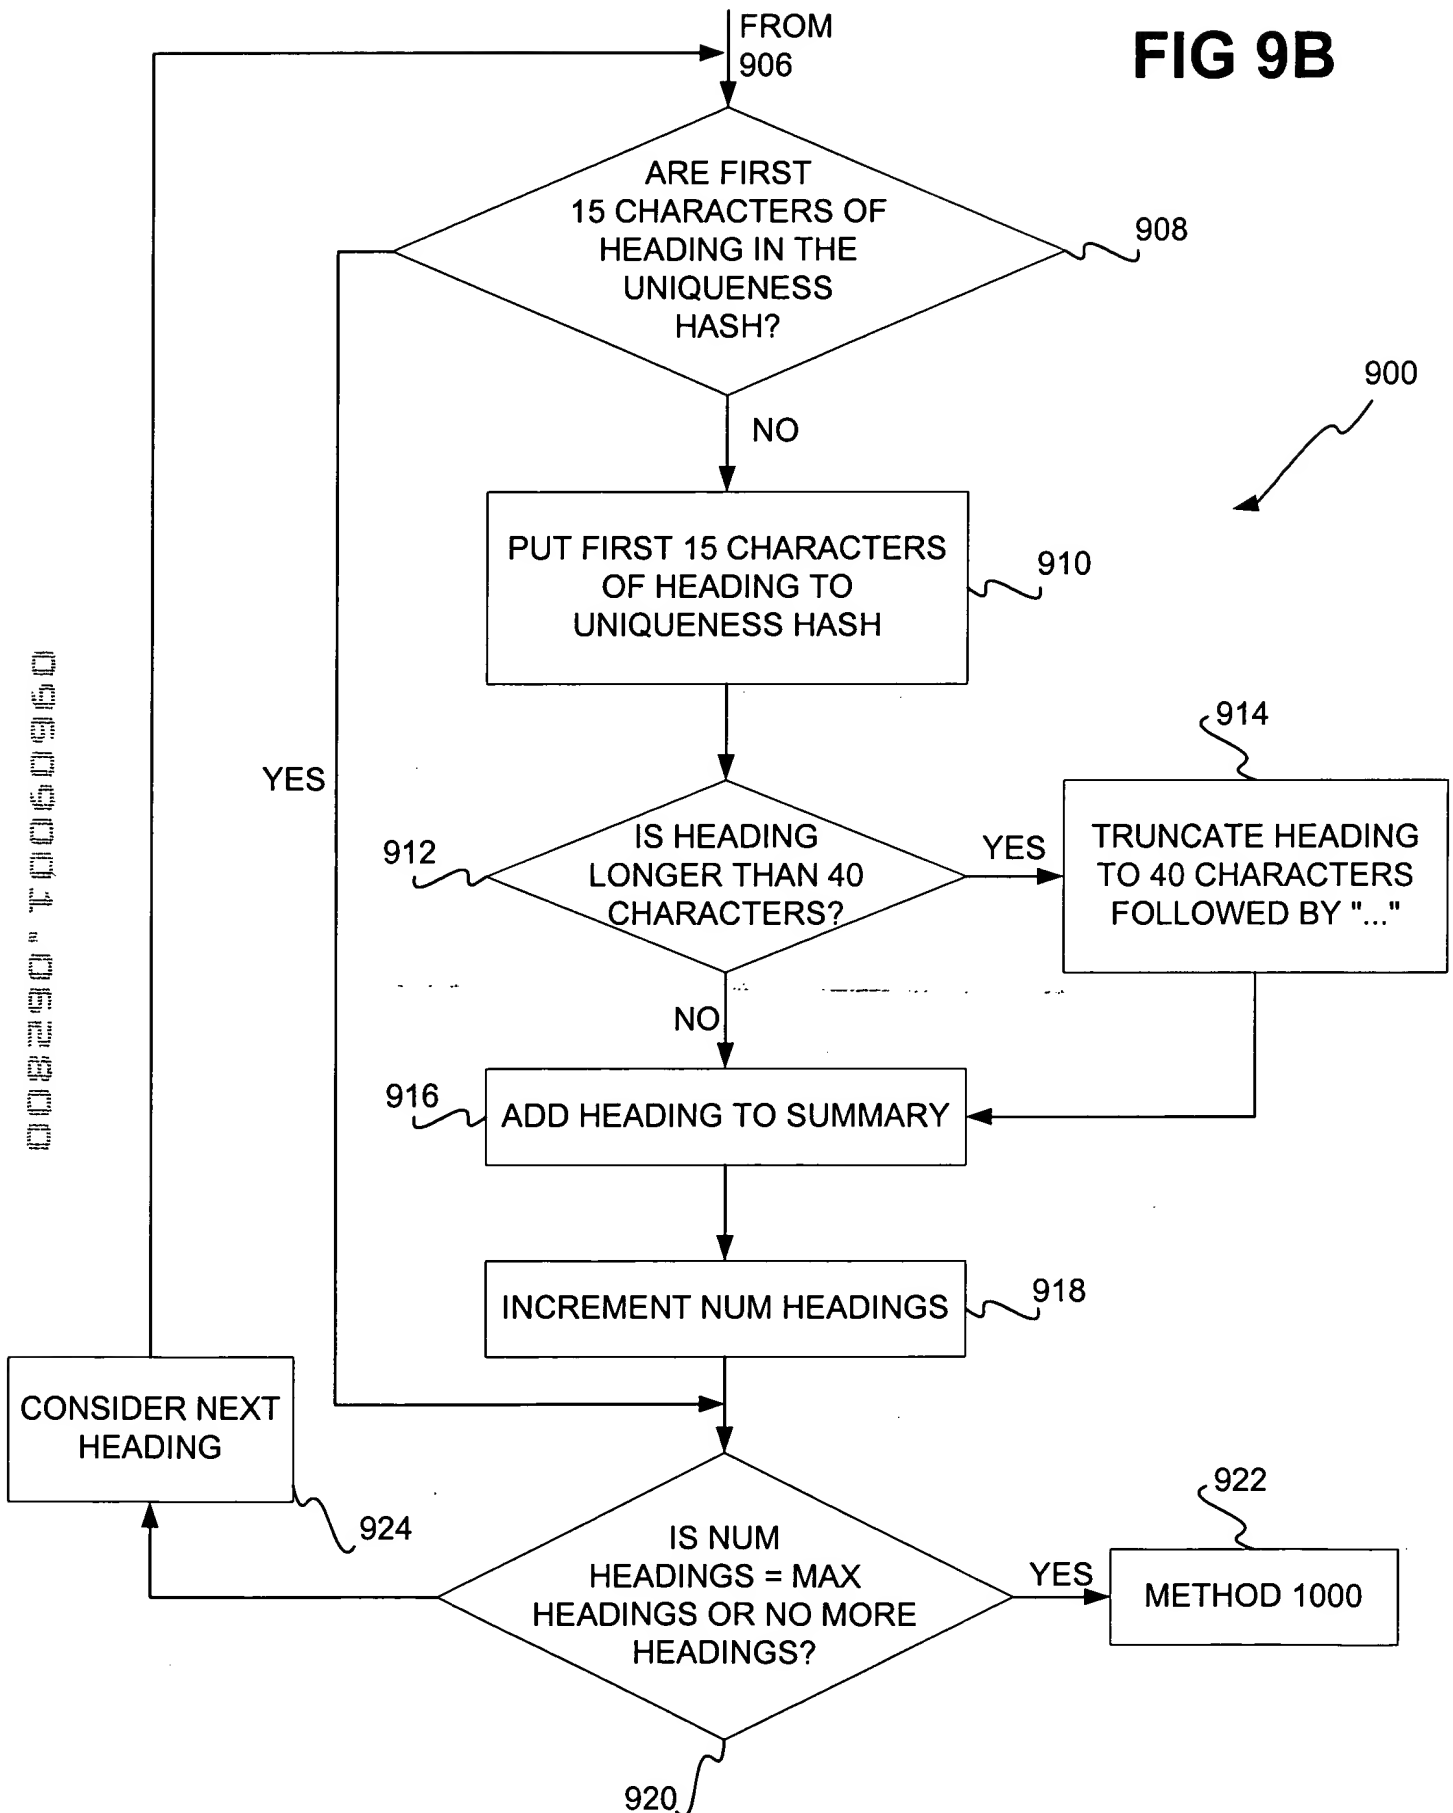 FROM
906
FIG 9B
ARE FIRST
15 CHARACTERS OF
HEADING IN THE
UNIQUENESS
HASH?
908
900
NO
PUT FIRST 15 CHARACTERS
OF HEADING TO
UNIQUENESS HASH
910
YES
912
IS HEADING
LONGER THAN 40
CHARACTERS?
YES
914
TRUNCATE HEADING
TO 40 CHARACTERS
FOLLOWED BY "..."
NO
916
ADD HEADING TO SUMMARY
INCREMENT NUM HEADINGS
918
CONSIDER NEXT
HEADING
924
IS NUM
HEADINGS = MAX
HEADINGS OR NO MORE
HEADINGS?
YES
922
METHOD 1000
920
09609001.062800